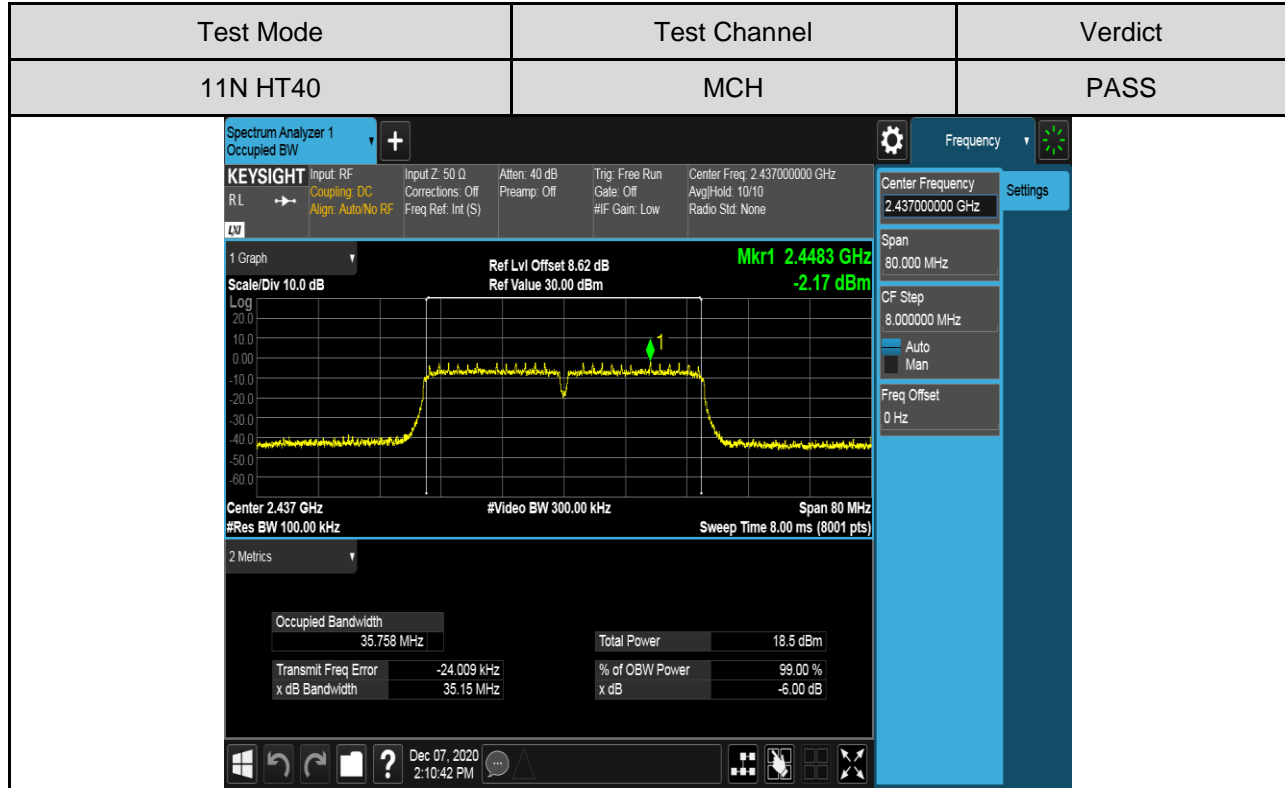 Test Mode Test Channel Verdict
11N HT40 MCH PASS
Spectrum Analyzer 1
Occupied BW
+
Frequency
KEYSIGHT Input: RF Input Z: 50 Ω Atten: 40 dB Trig: Free Run Center Freq: 2.437000000 GHz
RL Coupling: DC Corrections: Off Preamp: Off Gate: Off Avg|Hold: 10/10
Align: Auto/No RF Freq Ref: Int (S) #IF Gain: Low Radio Std: None
LXI
Center Frequency
2.437000000 GHz
Settings
Span
80.000 MHz
CF Step
8.000000 MHz
Auto
Man
Freq Offset
0 Hz
1 Graph
Scale/Div 10.0 dB
Ref Lvl Offset 8.62 dB
Ref Value 30.00 dBm
Mkr1 2.4483 GHz
-2.17 dBm
Log
20.0
10.0
0.00
-10.0
-20.0
-30.0
-40.0
-50.0
-60.0
1
Center 2.437 GHz #Video BW 300.00 kHz Span 80 MHz
#Res BW 100.00 kHz Sweep Time 8.00 ms (8001 pts)
2 Metrics
Occupied Bandwidth
35.758 MHz Total Power 18.5 dBm
Transmit Freq Error -24.009 kHz % of OBW Power 99.00 %
x dB Bandwidth 35.15 MHz x dB -6.00 dB
?
Dec 07, 2020
2:10:42 PM